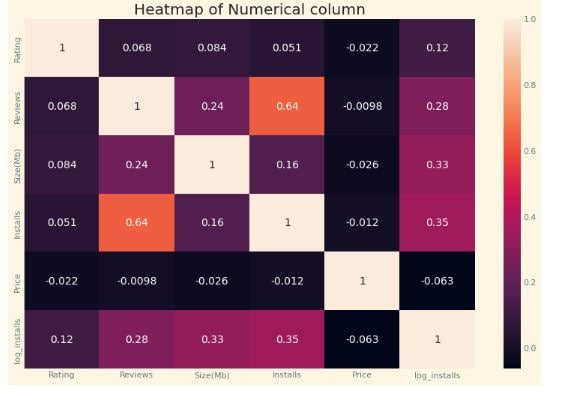 Heatmap of Numerical column
1.0
Rating 1 0.068 0.084 0.051 -0.022 0.12
0.8
Reviews 0.068 1 0.24 0.64 -0.0098 0.28
0.6
Size(Mb) 0.084 0.24 1 0.16 -0.026 0.33
0.4
Installs 0.051 0.64 0.16 1 -0.012 0.35
0.2
Price -0.022 -0.0098 -0.026 -0.012 1 -0.063
log_installs 0.12 0.28 0.33 0.35 -0.063 1
0.0
Rating Reviews Size(Mb) Installs Price log_installs